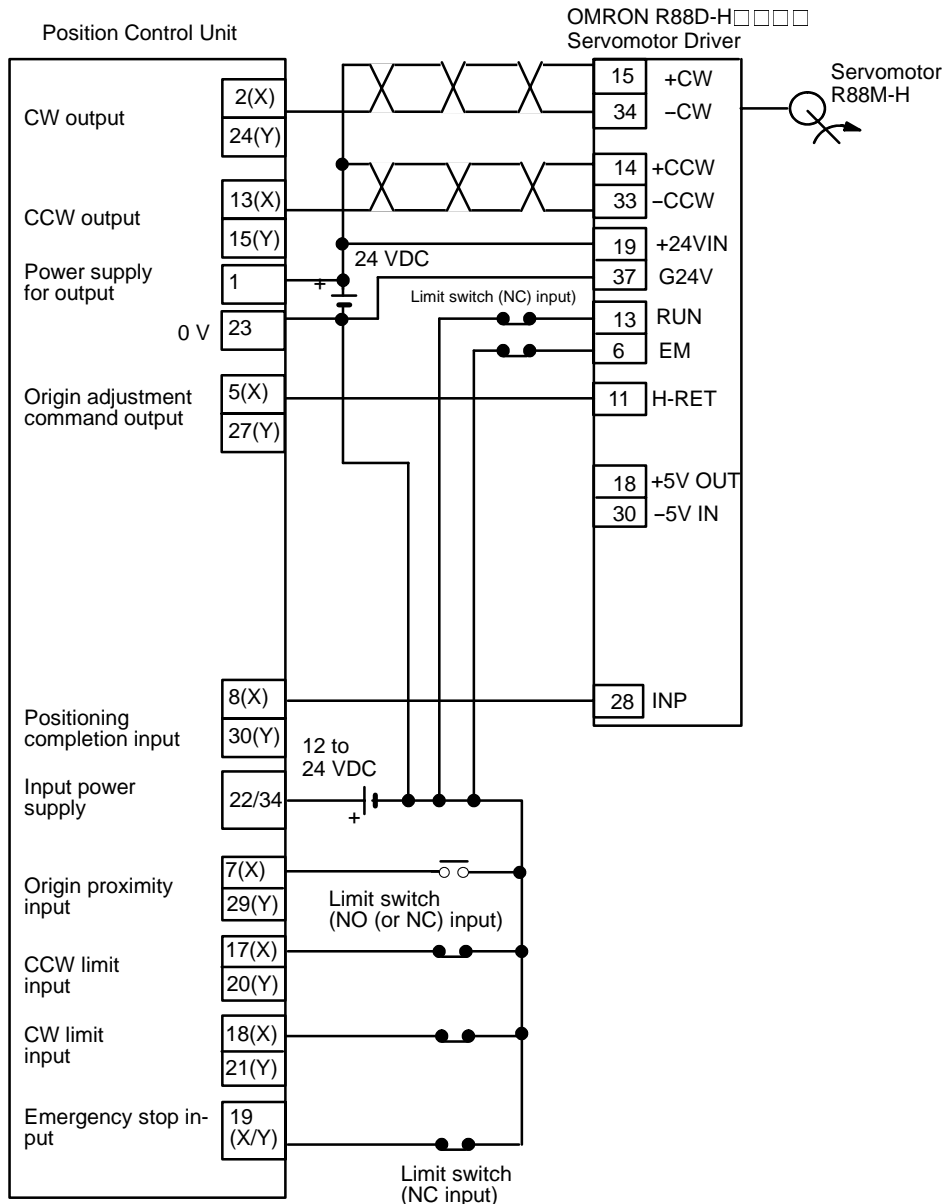 Position Control Unit
OMRON R88D-H□□□□
Servomotor Driver
Servomotor
R88M-H
CW output
2(X)
24(Y)
15
+CW
34
–CW
CCW output
13(X)
15(Y)
14
+CCW
33
–CCW
Power supply
for output
1
24 VDC
+
19
+24VIN
37
G24V
0 V
23
Limit switch (NC) input)
13
RUN
6
EM
Origin adjustment
command output
5(X)
27(Y)
11
H-RET
18
+5V OUT
30
–5V IN
Positioning
completion input
8(X)
30(Y)
28
INP
Input power
supply
22/34
12 to
24 VDC
+
Origin proximity
input
7(X)
29(Y)
Limit switch
(NO (or NC) input)
CCW limit
input
17(X)
20(Y)
CW limit
input
18(X)
21(Y)
Emergency stop in-
put
19
(X/Y)
Limit switch
(NC input)